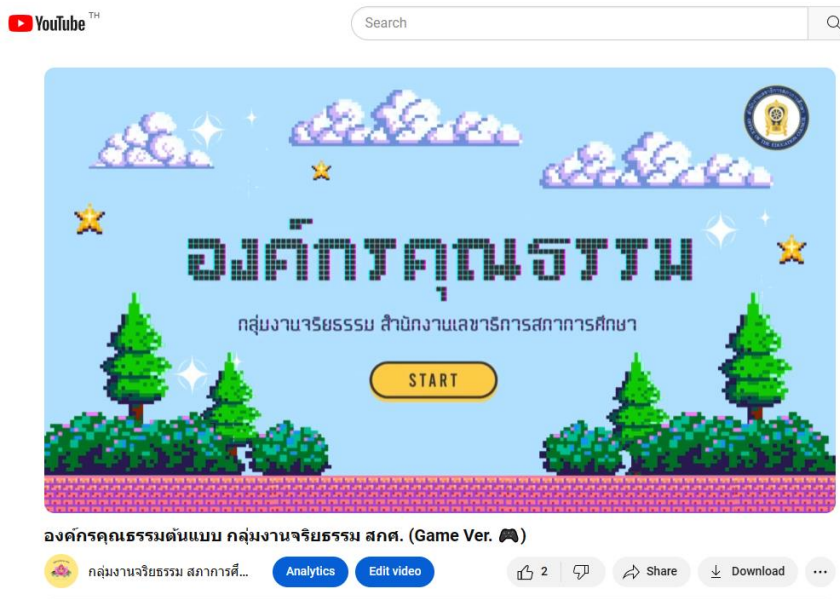 YouTube TH
Search
องค์กรคุณธรรม
กลุ่มงานจริยธรรม สำนักงานเลขาธิการสภาการศึกษา
START
องค์กรคุณธรรมต้นแบบ กลุ่มงานจริยธรรม สกศ. (Game Ver. 🎮)
กลุ่มงานจริยธรรม สภาการศึ...
Analytics
Edit video
2
Share
Download